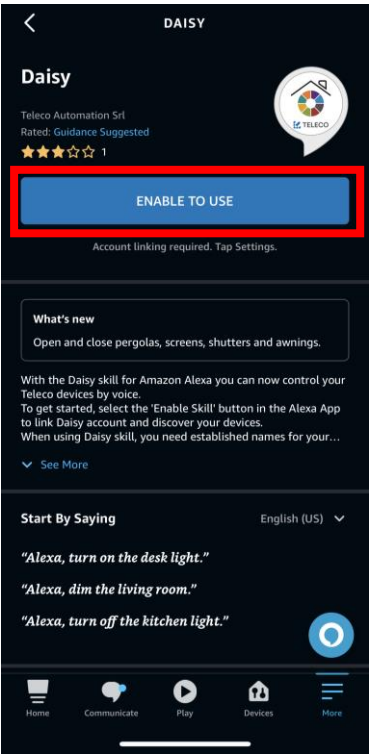 DAISY
Daisy
Teleco Automation Srl
Rated: Guidance Suggested
1
TELECO
ENABLE TO USE
Account linking required. Tap Settings.
What's new
Open and close pergolas, screens, shutters and awnings.
With the Daisy skill for Amazon Alexa you can now control your
Teleco devices by voice.
To get started, select the 'Enable Skill' button in the Alexa App
to link Daisy account and discover your devices.
When using Daisy skill, you need established names for your…
See More
Start By Saying
English (US)
“Alexa, turn on the desk light.”
“Alexa, dim the living room.”
“Alexa, turn off the kitchen light.”
Home Communicate Play Devices More